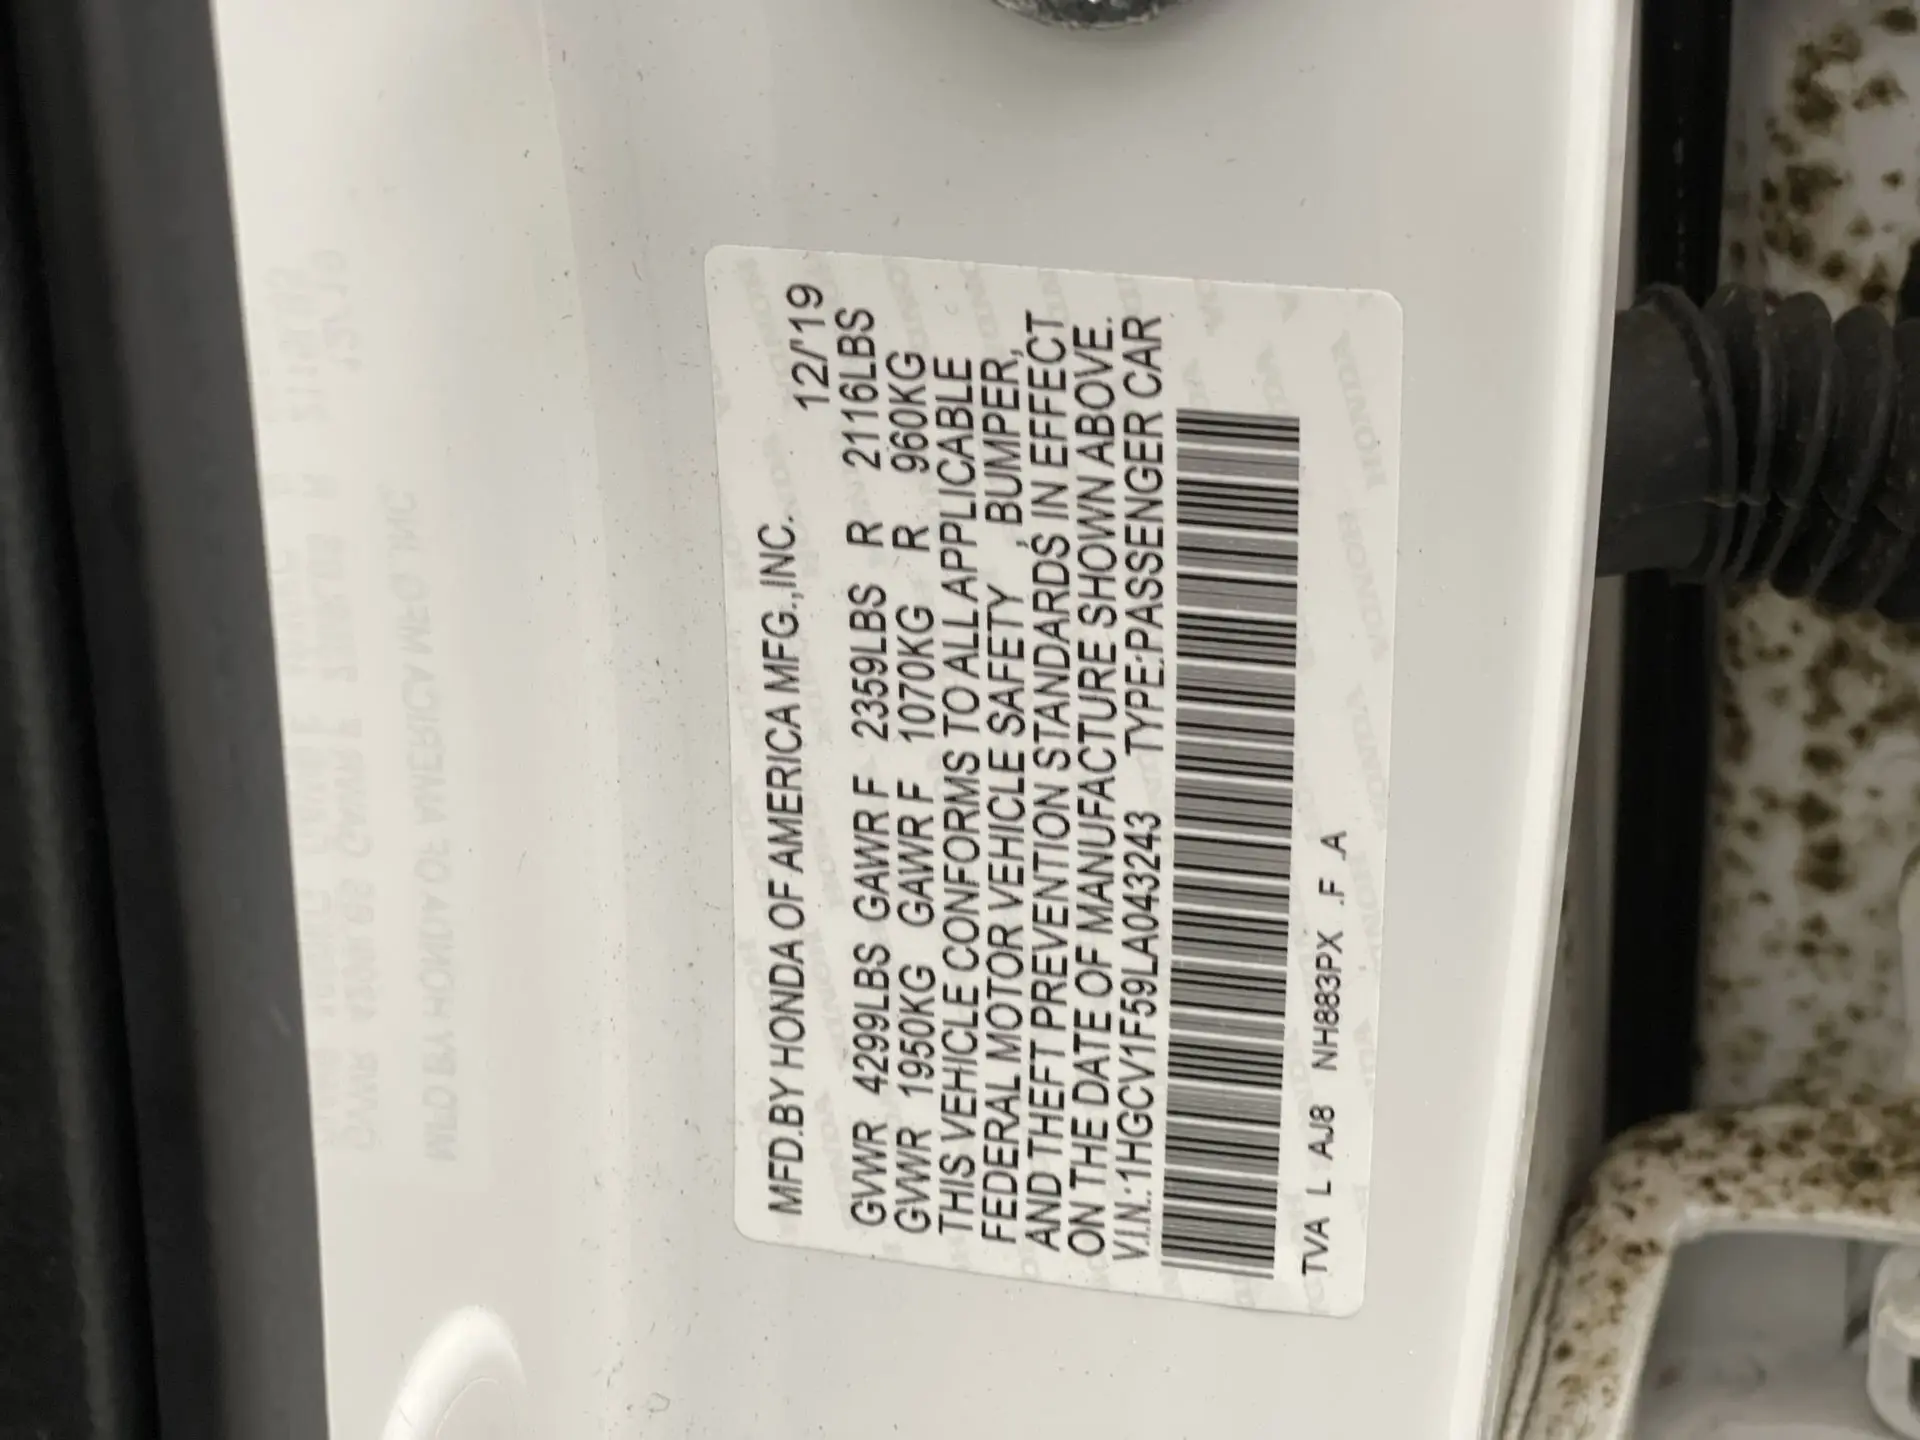 MFD.BY HONDA OF AMERICA MFG.,INC. 12/'19
GVWR 4299LBS GAWR F 2359LBS R 2116LBS
GVWR 1950KG GAWR F 1070KG R 960KG
THIS VEHICLE CONFORMS TO ALL APPLICABLE
FEDERAL MOTOR VEHICLE SAFETY , BUMPER,
AND THEFT PREVENTION STANDARDS IN EFFECT
ON THE DATE OF MANUFACTURE SHOWN ABOVE.
V.I.N.:1HGCV1F59LA043243 TYPE:PASSENGER CAR
TVA L AJ8 NH883PX .F .A